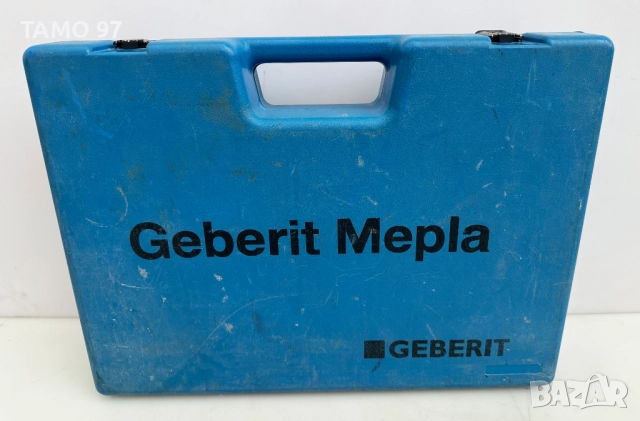 TAMO 97
Geberit Mepla
GEBERIT
BAZAR